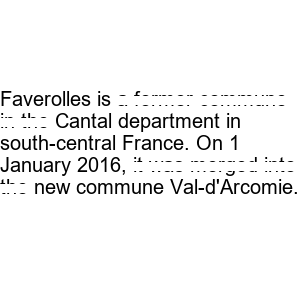 Faverolles is a former commune
in the Cantal department in
south-central France. On 1
January 2016, it was merged into
the new commune Val-d'Arcomie.